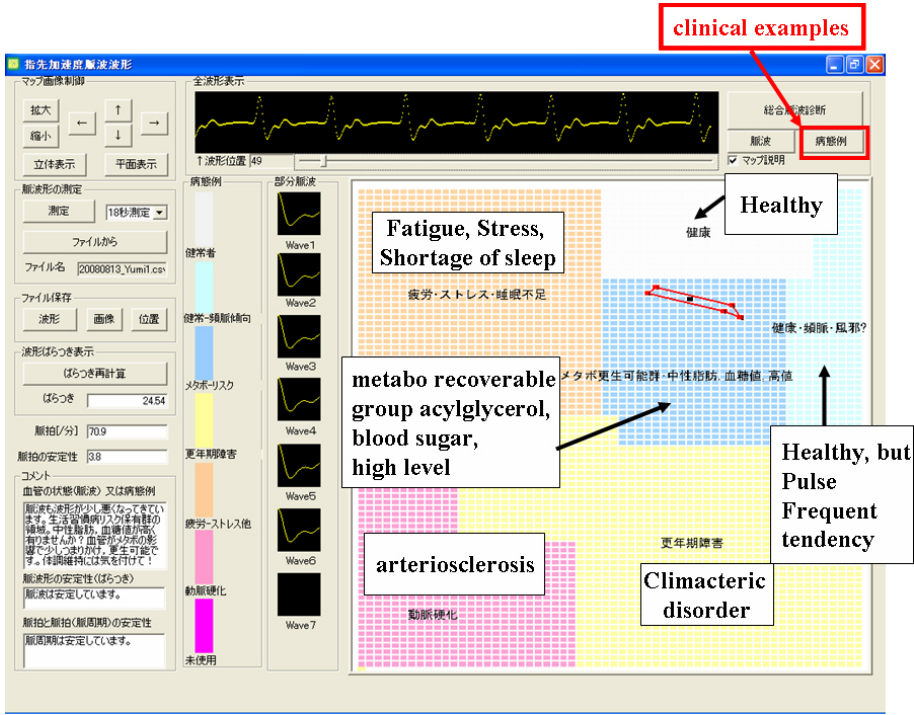 clinical examples
指先加速度脈波波形
マップ画像制御
拡大
縮小
←
↑
↓
→
立体表示
平面表示
全波形表示
↑波形位置 49
総合脈波診断
脈波
病態例
マップ説明
脈波形の測定
測定
18秒測定
ファイルから
ファイル名 20080813_Yumi1.csv
ファイル保存
波形
画像
位置
波形ばらつき表示
ばらつき再計算
ばらつき 24.54
脈拍[/分] 70.9
脈拍の安定性 3.8
コメント
血管の状態(脈波) 又は病態例
脈波も波形が少し悪くなってきてい
ます。生活習慣病リスク保有群の
領域。中性脂肪，血糖値が高く
有りませんか？血管がメタボの影
響で少しつまりかけ。更生可能で
す。体調維持には気を付けて！
脈波形の安定性(ばらつき)
脈波は安定しています。
脈拍と脈拍(脈周期)の安定性
脈周期は安定しています。
病態例
健常者
健常-頻脈傾向
メタボーリスク
更年期障害
疲労-ストレス他
動脈硬化
未使用
部分脈波
Wave1
Wave2
Wave3
Wave4
Wave5
Wave6
Wave7
Fatigue, Stress,
Shortage of sleep
疲労・ストレス・睡眠不足
Healthy
健康
健康・頻脈・風邪?
metabo recoverable
group acylglycerol,
blood sugar,
high level
メタボ更生可能群-中性脂肪，血糖値，高値
Healthy, but
Pulse
Frequent
tendency
arteriosclerosis
動脈硬化
更年期障害
Climacteric
disorder